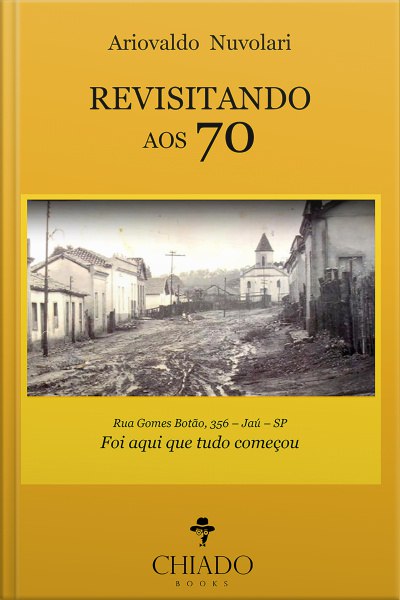 Ariovaldo Nuvolari
REVISITANDO
AOS 70
Rua Gomes Botão, 356 – Jaú – SP
Foi aqui que tudo começou
CHIADO
BOOKS